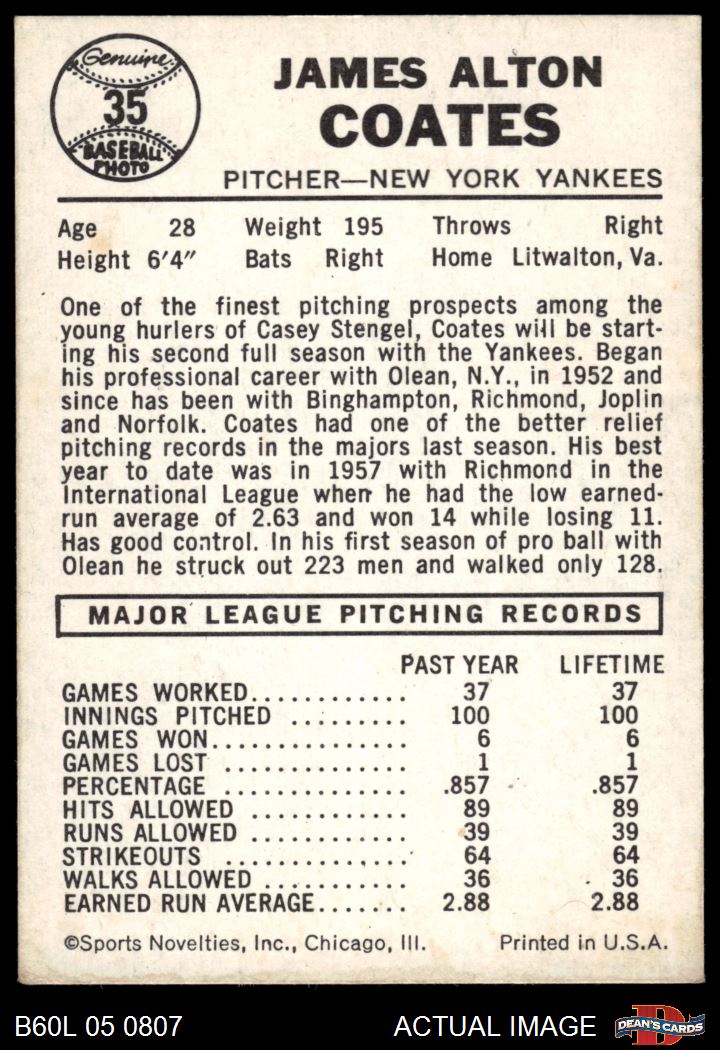 Genuine
35
BASEBALL
PHOTO
JAMES ALTON
COATES
PITCHER—NEW YORK YANKEES
Age 28 Weight 195 Throws Right
Height 6'4" Bats Right Home Litwalton, Va.
One of the finest pitching prospects among the
young hurlers of Casey Stengel, Coates will be start-
ing his second full season with the Yankees. Began
his professional career with Olean, N.Y., in 1952 and
since has been with Binghampton, Richmond, Joplin
and Norfolk. Coates had one of the better relief
pitching records in the majors last season. His best
year to date was in 1957 with Richmond in the
International League when he had the low earned-
run average of 2.63 and won 14 while losing 11.
Has good control. In his first season of pro ball with
Olean he struck out 223 men and walked only 128.
MAJOR LEAGUE PITCHING RECORDS
PAST YEAR LIFETIME
GAMES WORKED............. 37 37
INNINGS PITCHED ......... 100 100
GAMES WON................ 6 6
GAMES LOST ............... 1 1
PERCENTAGE ............... .857 .857
HITS ALLOWED ............ 89 89
RUNS ALLOWED ............ 39 39
STRIKEOUTS .............. 64 64
WALKS ALLOWED ........... 36 36
EARNED RUN AVERAGE....... 2.88 2.88
©Sports Novelties, Inc., Chicago, Ill. Printed in U.S.A.
B60L 05 0807 ACTUAL IMAGE D DEAN'S CARDS